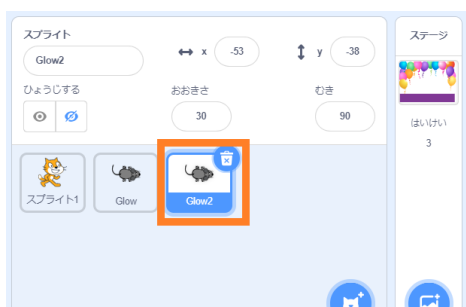 スプライト
Glow2
x
-53
y
-38
ステージ
ひょうじする
おおきさ
30
むき
90
はいけい
3
スプライト1
Glow
Glow2